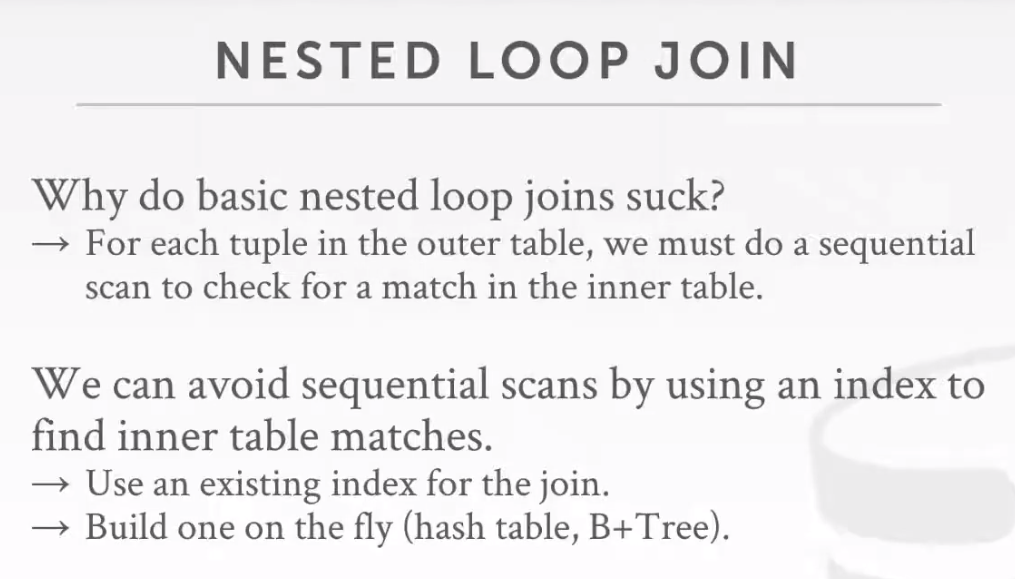 NESTED LOOP JOIN
Why do basic nested loop joins suck?
→ For each tuple in the outer table, we must do a sequential
scan to check for a match in the inner table.
We can avoid sequential scans by using an index to
find inner table matches.
→ Use an existing index for the join.
→ Build one on the fly (hash table, B+Tree).